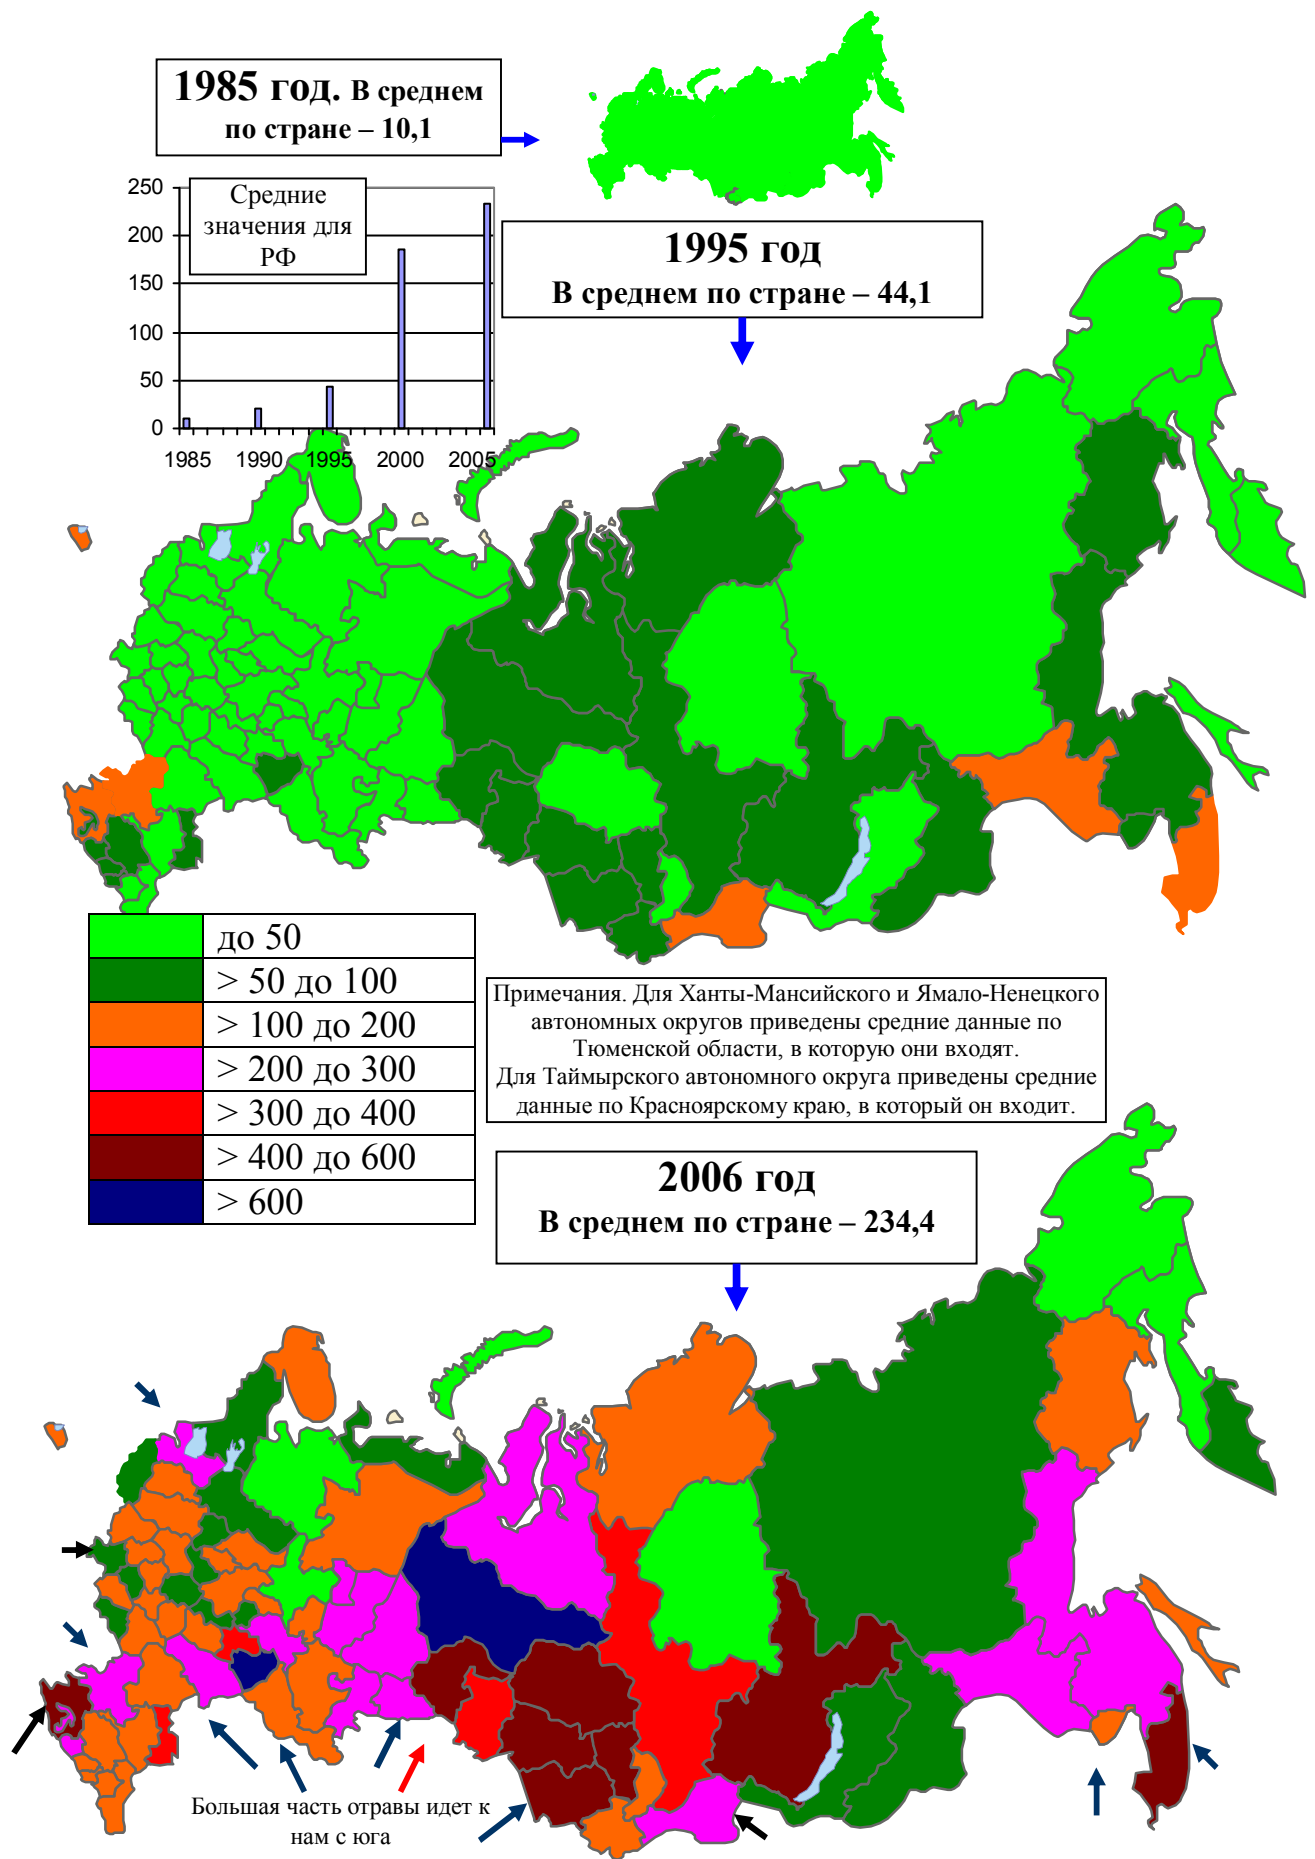 1985 год. В среднем
по стране – 10,1
250
200
150
100
50
0
Средние
значения для
РФ
1985 1990 1995 2000 2005
1995 год
В среднем по стране – 44,1
до 50
> 50 до 100
> 100 до 200
> 200 до 300
> 300 до 400
> 400 до 600
> 600
Примечания. Для Ханты-Мансийского и Ямало-Ненецкого
автономных округов приведены средние данные по
Тюменской области, в которую они входят.
Для Таймырского автономного округа приведены средние
данные по Красноярскому краю, в который он входит.
2006 год
В среднем по стране – 234,4
Большая часть отравы идет к
нам с юга